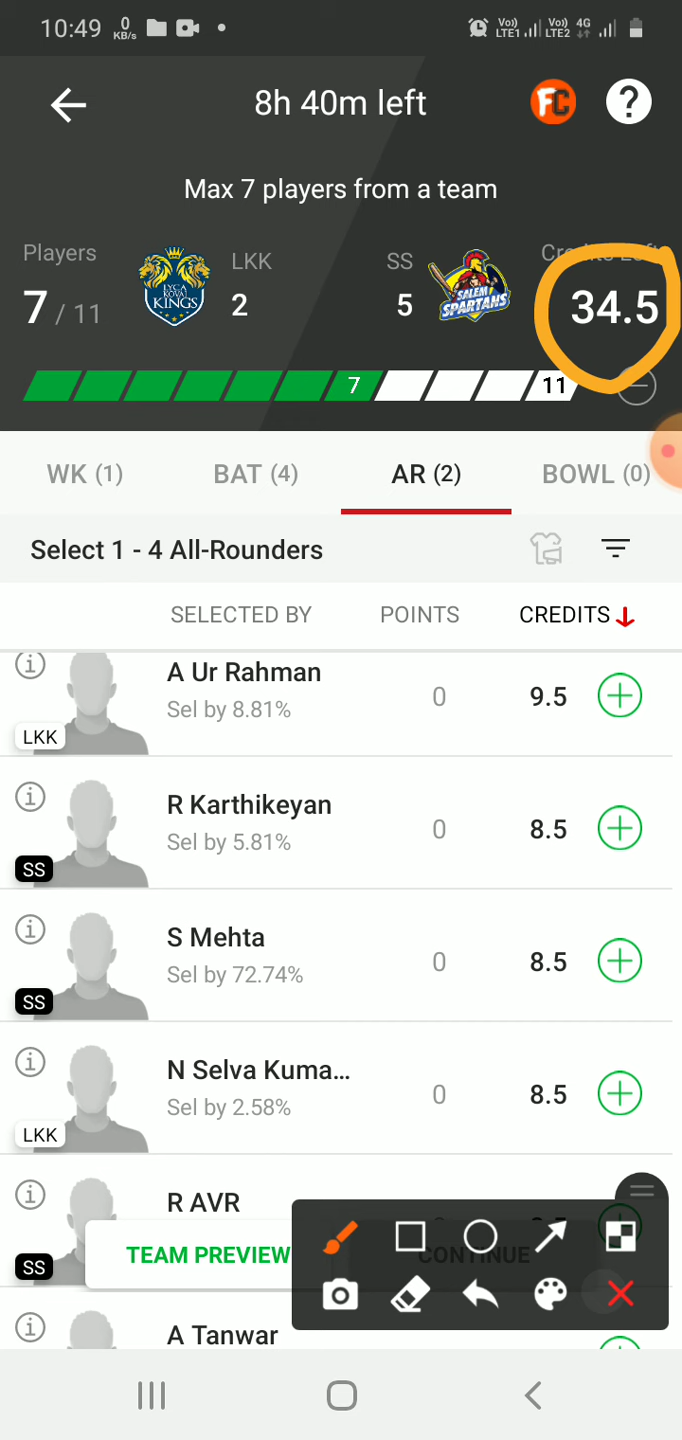 10:49 0 KB/s Vo) LTE1 Vo) LTE2 4G
8h 40m left FC ?
Max 7 players from a team
Players LKK SS
7 / 11 2 5 34.5
LYCA KOVAI KINGS
SALEM SPARTANS
7 11
WK (1) BAT (4) AR (2) BOWL (0)
Select 1 - 4 All-Rounders
SELECTED BY POINTS CREDITS
A Ur Rahman
Sel by 8.81% 0 9.5
LKK
R Karthikeyan
Sel by 5.81% 0 8.5
SS
S Mehta
Sel by 72.74% 0 8.5
SS
N Selva Kuma...
Sel by 2.58% 0 8.5
LKK
R AVR
SS
TEAM PREVIEW CONTINUE
A Tanwar